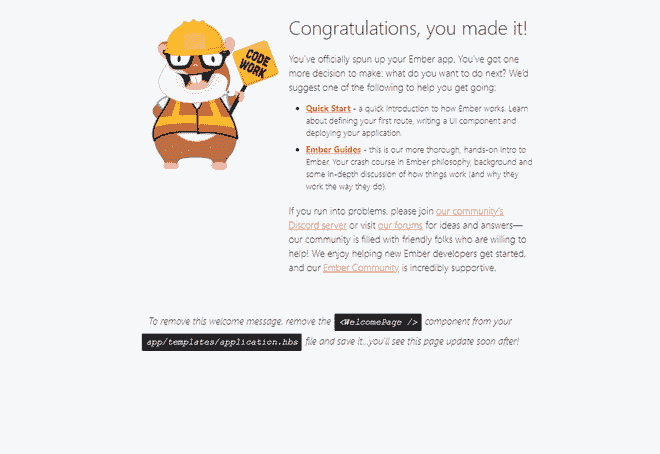 CODE
WORK
Congratulations, you made it!
You've officially spun up your Ember app. You've got one
more decision to make: what do you want to do next? We'd
suggest one of the following to help you get going:
• Quick Start - a quick introduction to how Ember works. Learn
about defining your first route, writing a UI component and
deploying your application.
• Ember Guides - this is our more thorough, hands-on intro to
Ember. Your crash course in Ember philosophy, background and
some in-depth discussion of how things work (and why they
work the way they do).
If you run into problems, please join our community's
Discord server or visit our forums for ideas and answers—
our community is filled with friendly folks who are willing to
help! We enjoy helping new Ember developers get started,
and our Ember Community is incredibly supportive.
To remove this welcome message, remove the <WelcomePage /> component from your
app/templates/application.hbs file and save it...you'll see this page update soon after!